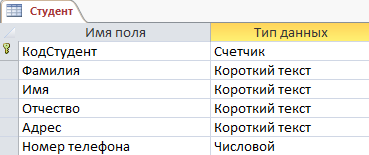 Студент
Имя поля Тип данных
КодСтудент Счетчик
Фамилия Короткий текст
Имя Короткий текст
Отчество Короткий текст
Адрес Короткий текст
Номер телефона Числовой